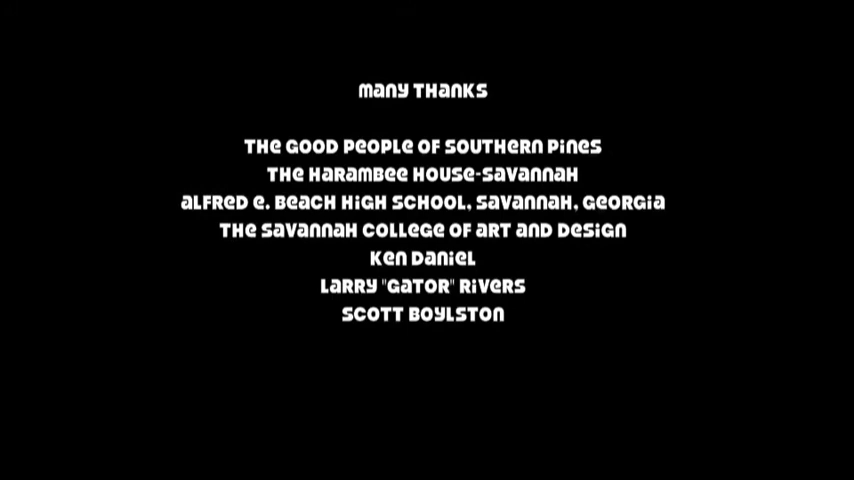 MANY THANKS
THE GOOD PEOPLE OF SOUTHERN PINES
THE HARAMBEE HOUSE-SAVANNAH
ALFRED E. BEACH HIGH SCHOOL, SAVANNAH, GEORGIA
THE SAVANNAH COLLEGE OF ART AND DESIGN
KEN DANIEL
LARRY "GATOR" RIVERS
SCOTT BOYLSTON